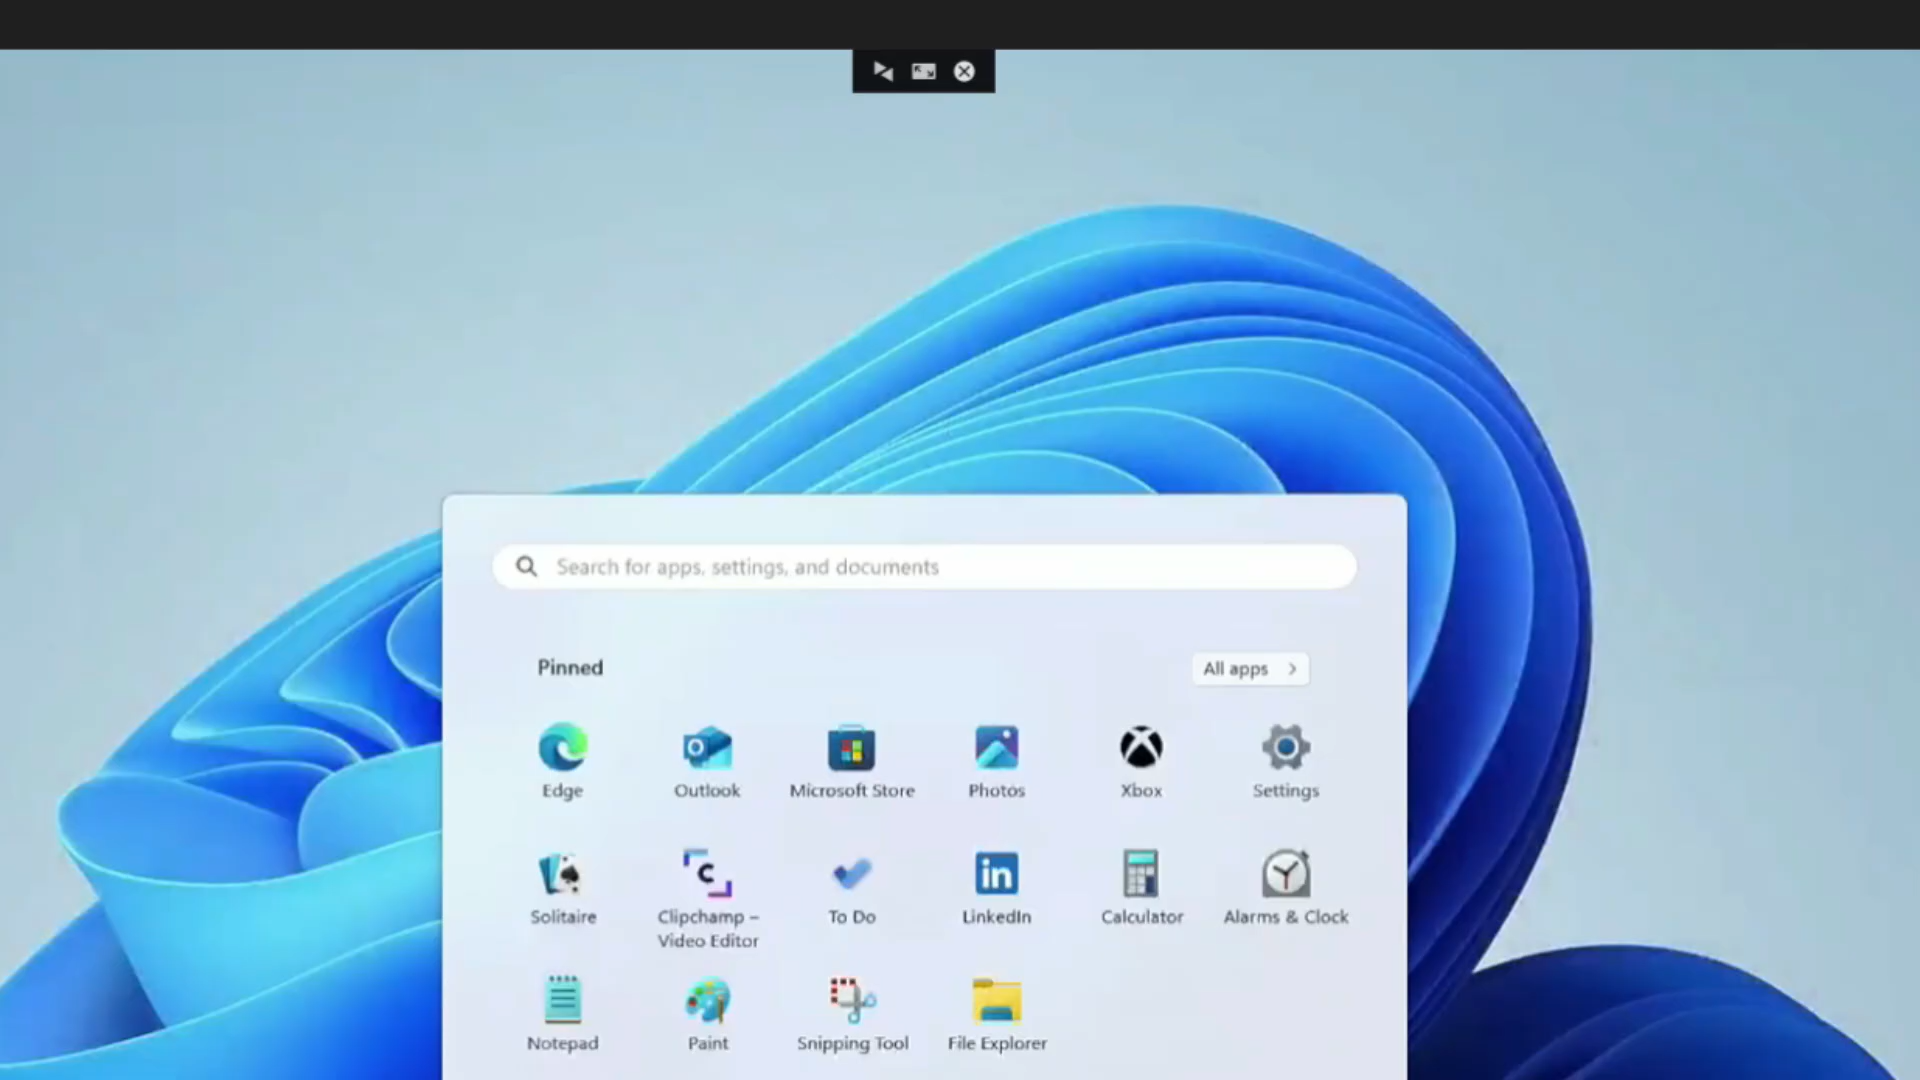 Search for apps, settings, and documents
Pinned
All apps
Edge
Outlook
Microsoft Store
Photos
Xbox
Settings
Solitaire
Clipchamp –
Video Editor
To Do
LinkedIn
Calculator
Alarms & Clock
Notepad
Paint
Snipping Tool
File Explorer